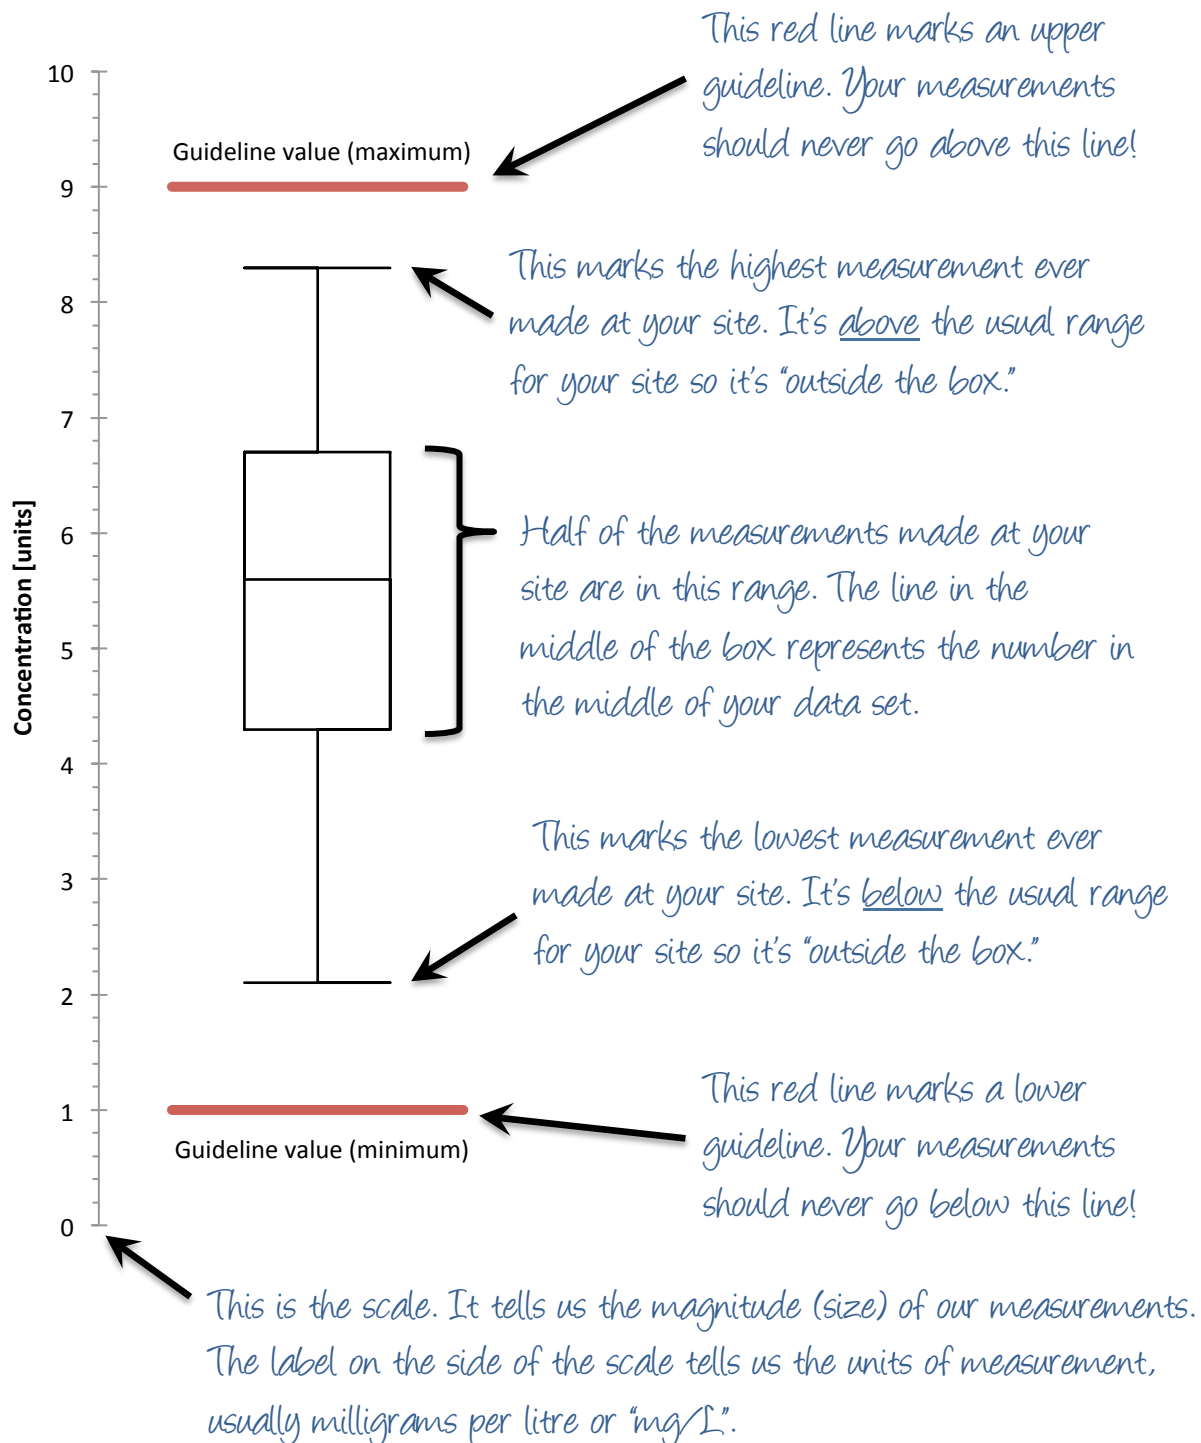 This red line marks an upper
guideline. Your measurements
should never go above this line!
10
Guideline value (maximum)
9
This marks the highest measurement ever
made at your site. It's above the usual range
for your site so it's "outside the box."
8
7
Concentration [units]
6
Half of the measurements made at your
site are in this range. The line in the
middle of the box represents the number in
the middle of your data set.
5
4
This marks the lowest measurement ever
made at your site. It's below the usual range
for your site so it's "outside the box."
3
2
This red line marks a lower
guideline. Your measurements
should never go below this line!
1
Guideline value (minimum)
0
This is the scale. It tells us the magnitude (size) of our measurements.
The label on the side of the scale tells us the units of measurement,
usually milligrams per litre or "mg/L".